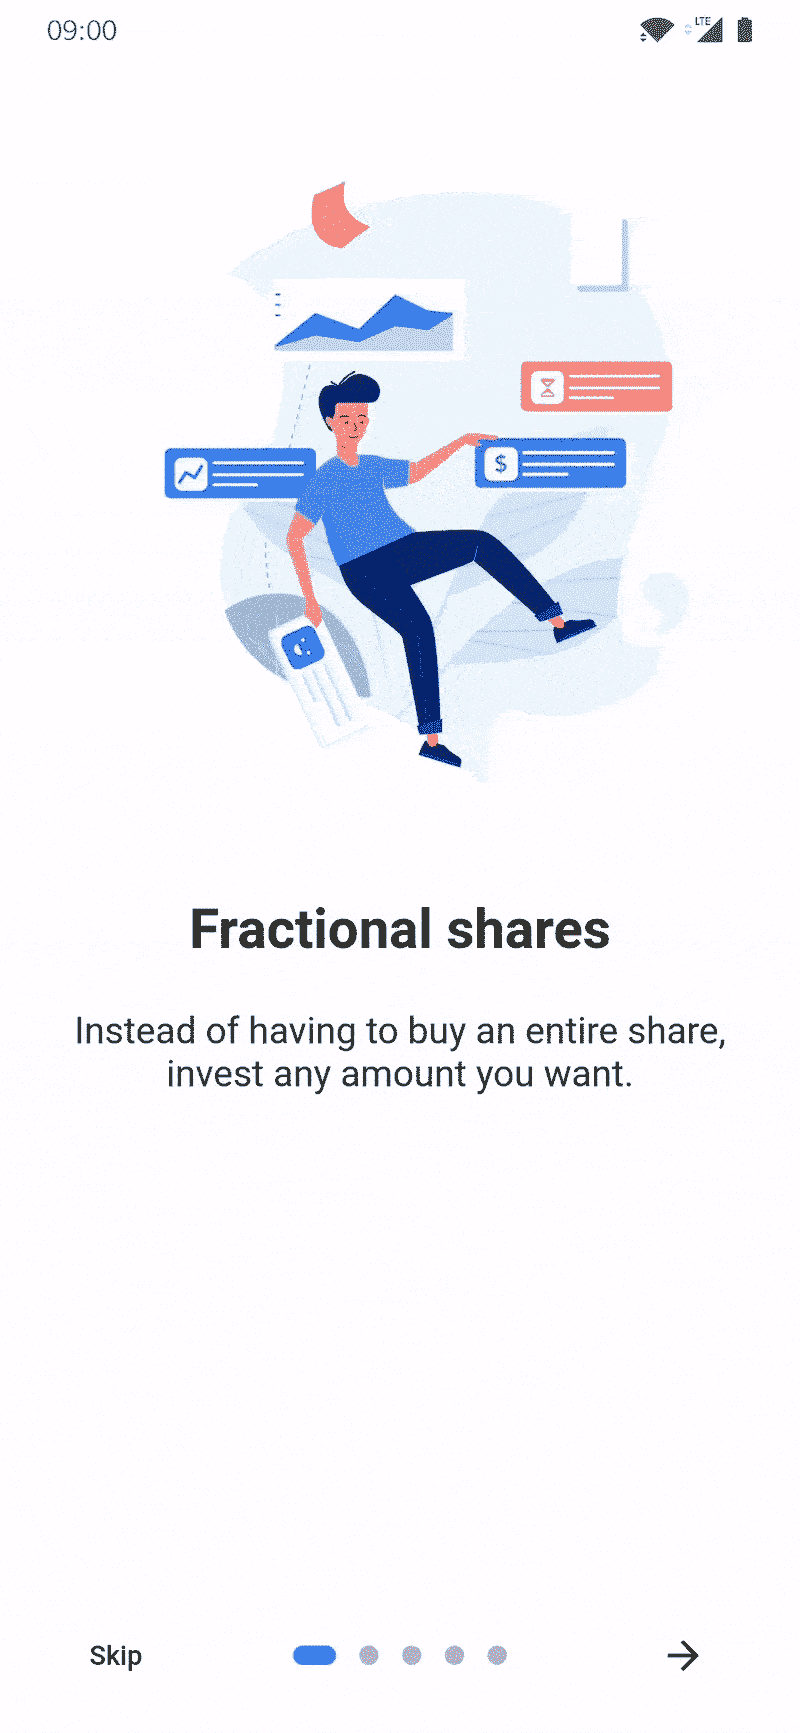 09:00
LTE
$
Fractional shares
Instead of having to buy an entire share,
invest any amount you want.
Skip